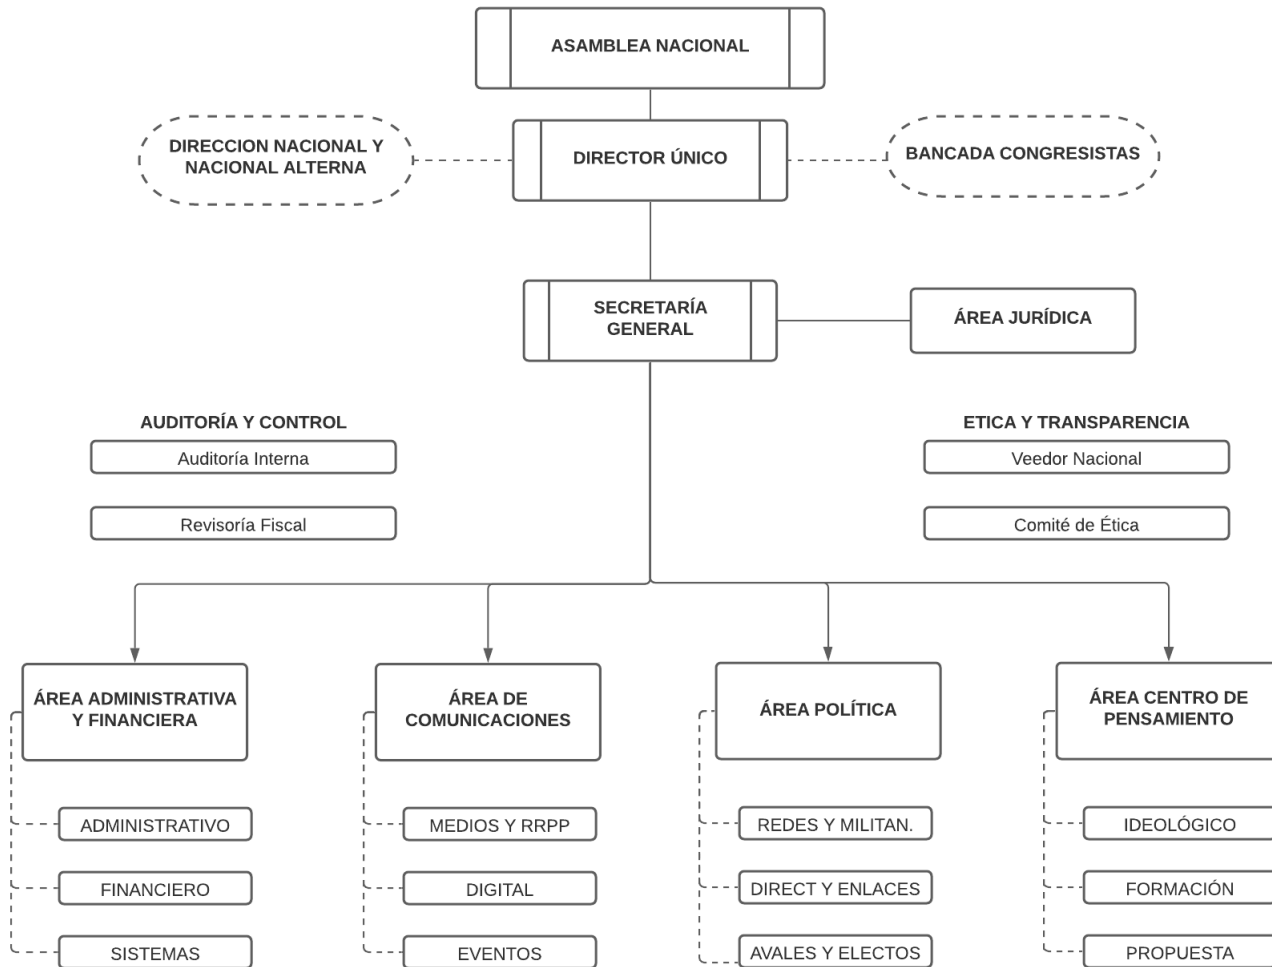 ASAMBLEA NACIONAL
DIRECCION NACIONAL Y
NACIONAL ALTERNA
DIRECTOR ÚNICO
BANCADA CONGRESISTAS
SECRETARÍA
GENERAL
ÁREA JURÍDICA
AUDITORÍA Y CONTROL
Auditoría Interna
Revisoría Fiscal
ETICA Y TRANSPARENCIA
Veedor Nacional
Comité de Ética
ÁREA ADMINISTRATIVA
Y FINANCIERA
ADMINISTRATIVO
FINANCIERO
SISTEMAS
ÁREA DE
COMUNICACIONES
MEDIOS Y RRPP
DIGITAL
EVENTOS
ÁREA POLÍTICA
REDES Y MILITAN.
DIRECT Y ENLACES
AVALES Y ELECTOS
ÁREA CENTRO DE
PENSAMIENTO
IDEOLÓGICO
FORMACIÓN
PROPUESTA